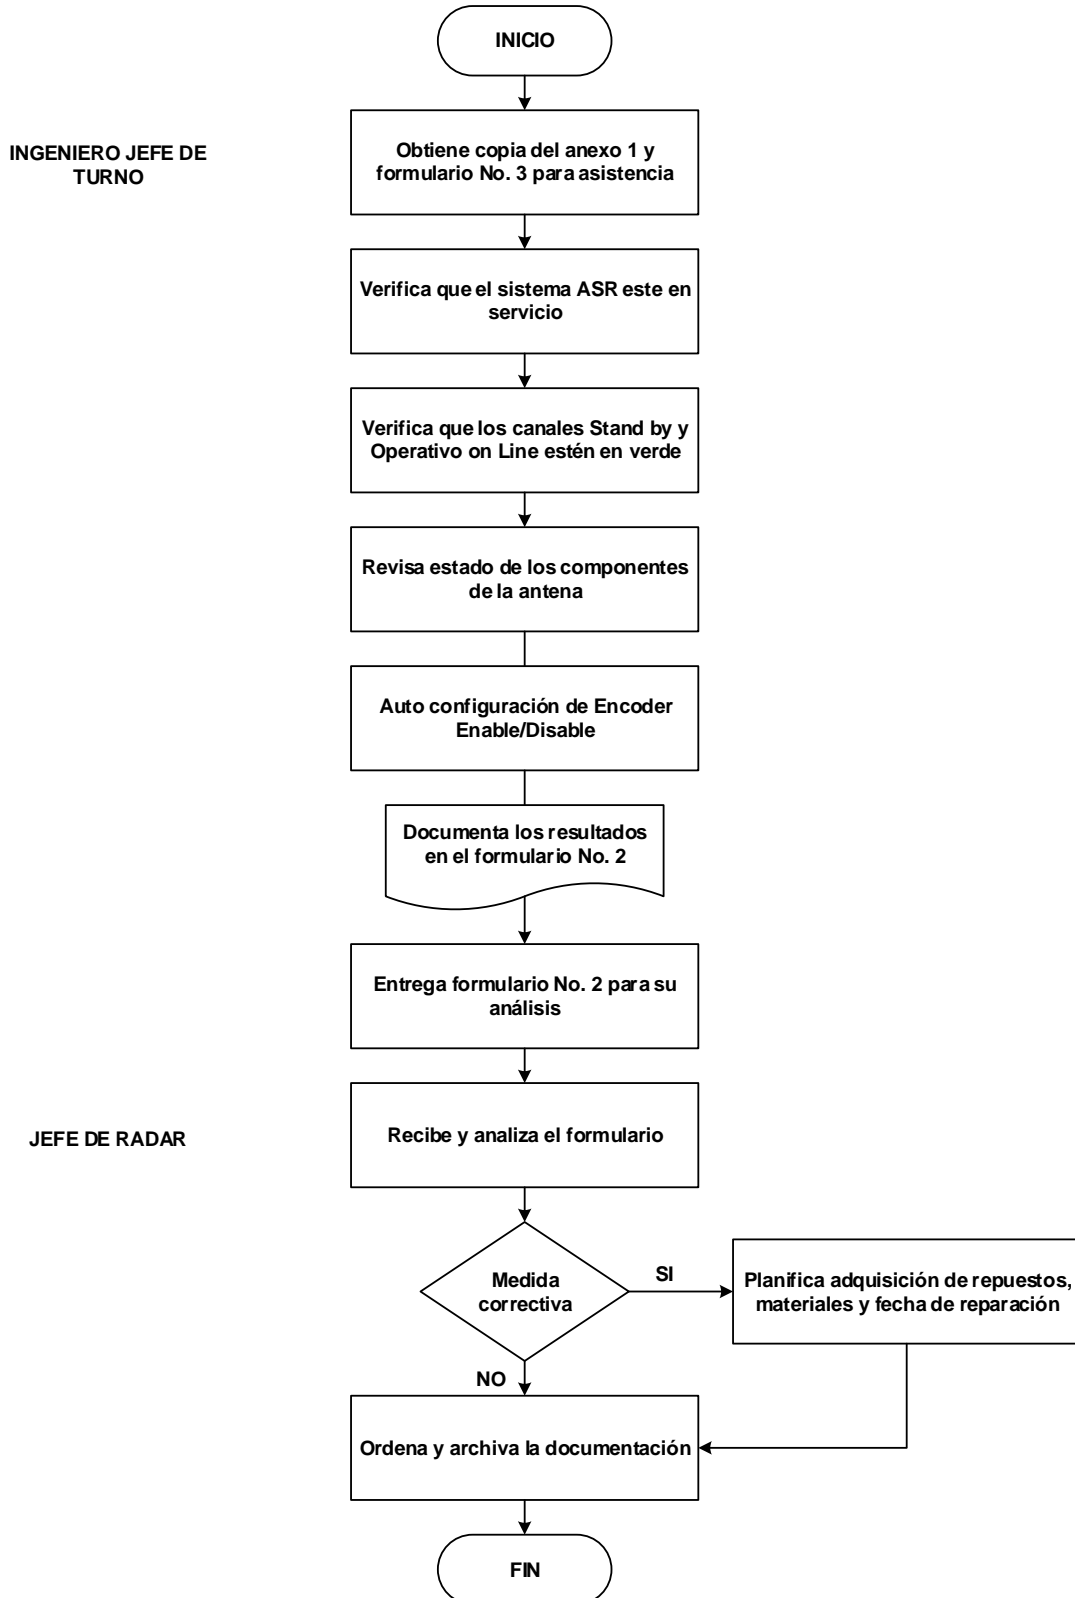 INICIO
INGENIERO JEFE DE
TURNO
Obtiene copia del anexo 1 y
formulario No. 3 para asistencia
Verifica que el sistema ASR este en
servicio
Verifica que los canales Stand by y
Operativo on Line estén en verde
Revisa estado de los componentes
de la antena
Auto configuración de Encoder
Enable/Disable
Documenta los resultados
en el formulario No. 2
Entrega formulario No. 2 para su
análisis
JEFE DE RADAR
Recibe y analiza el formulario
Medida
correctiva
SI
Planifica adquisición de repuestos,
materiales y fecha de reparación
NO
Ordena y archiva la documentación
FIN